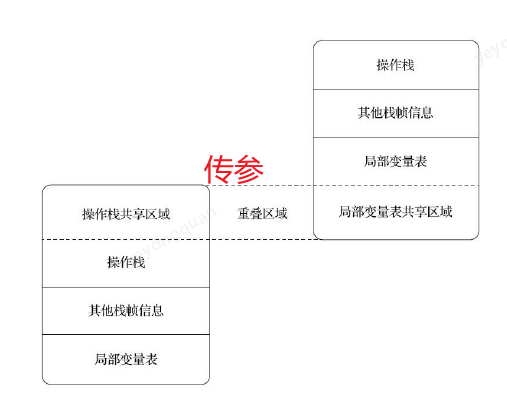 操作栈
其他栈帧信息
局部变量表
传参
操作栈共享区域
重叠区域
局部变量表共享区域
操作栈
其他栈帧信息
局部变量表